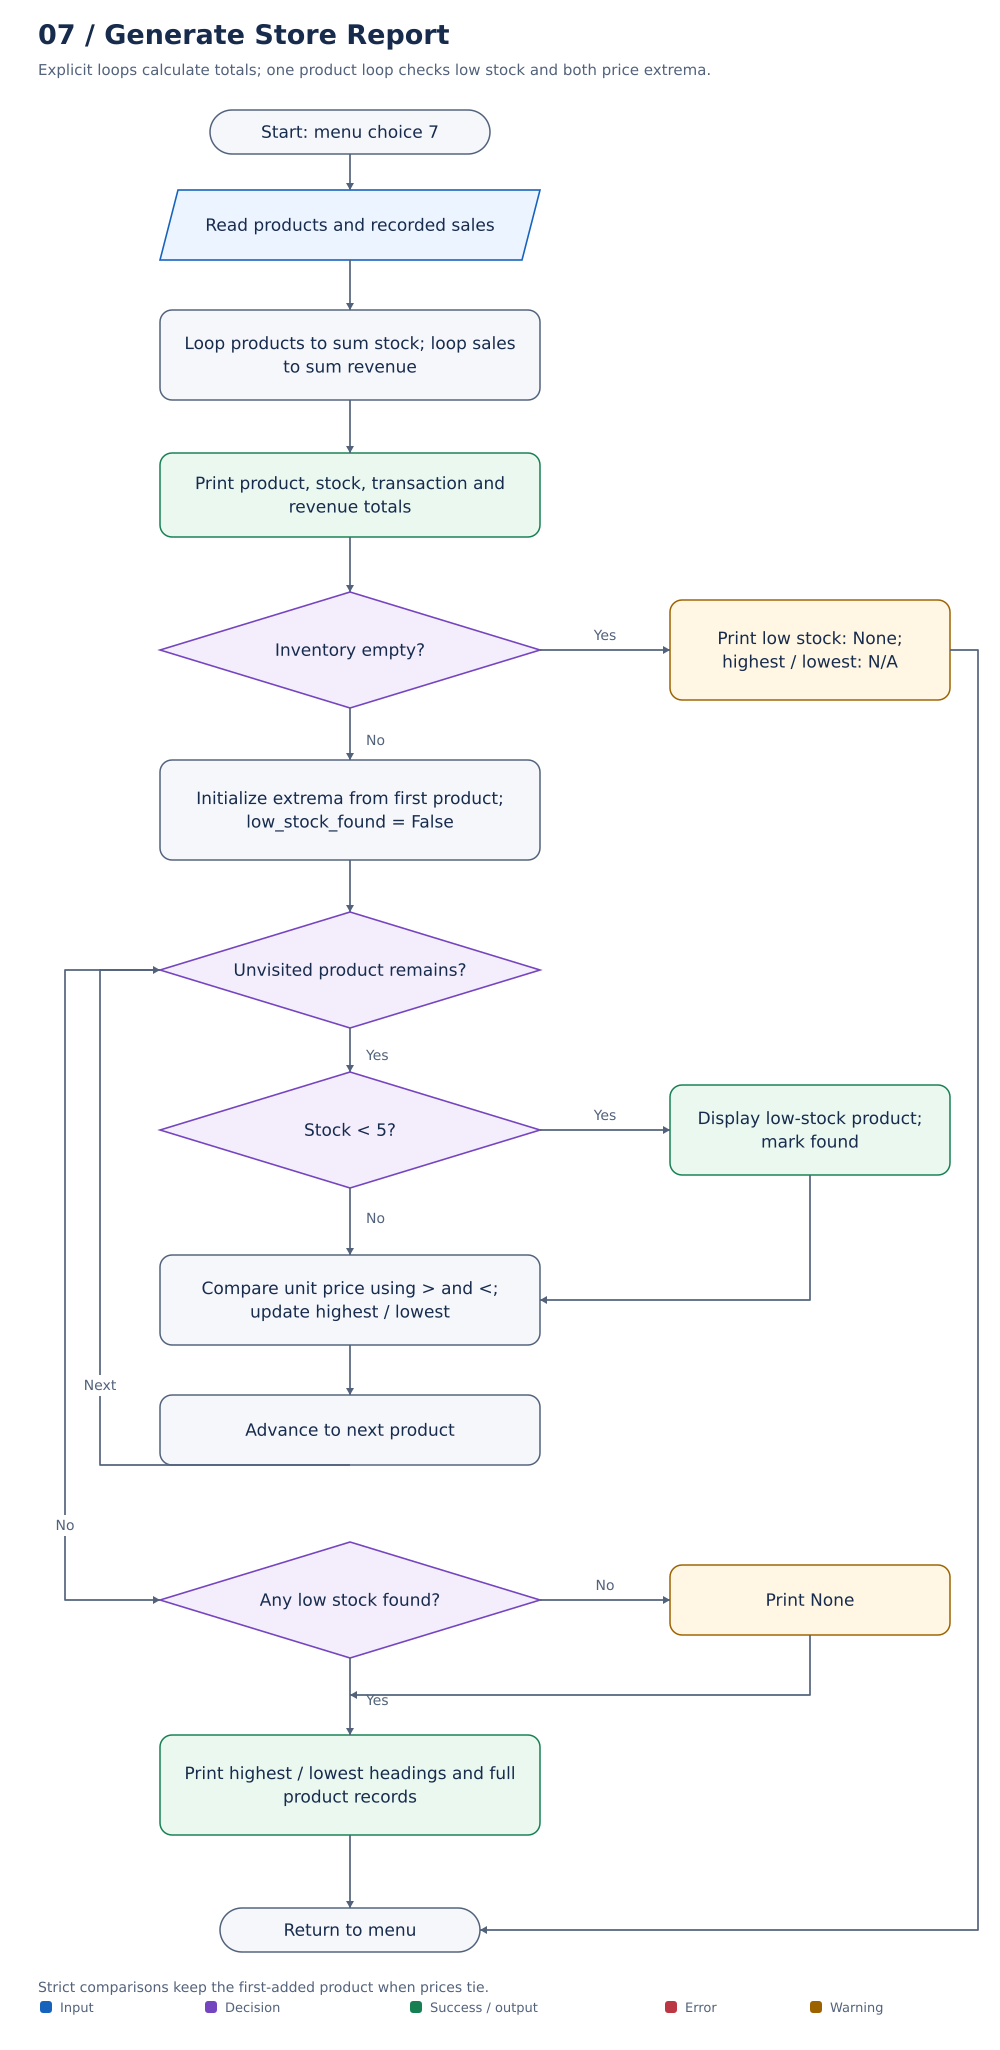 07 / Generate Store Report
Explicit loops calculate totals; one product loop checks low stock and both price extrema.
Start: menu choice 7
Read products and recorded sales
Loop products to sum stock; loop sales
to sum revenue
Print product, stock, transaction and
revenue totals
Inventory empty?
Yes
Print low stock: None;
highest / lowest: N/A
No
Initialize extrema from first product;
low_stock_found = False
Unvisited product remains?
Yes
Stock < 5?
Yes
Display low-stock product;
mark found
No
Compare unit price using > and <;
update highest / lowest
Next
Advance to next product
No
Any low stock found?
No
Print None
Yes
Print highest / lowest headings and full
product records
Return to menu
Strict comparisons keep the first-added product when prices tie.
Input
Decision
Success / output
Error
Warning